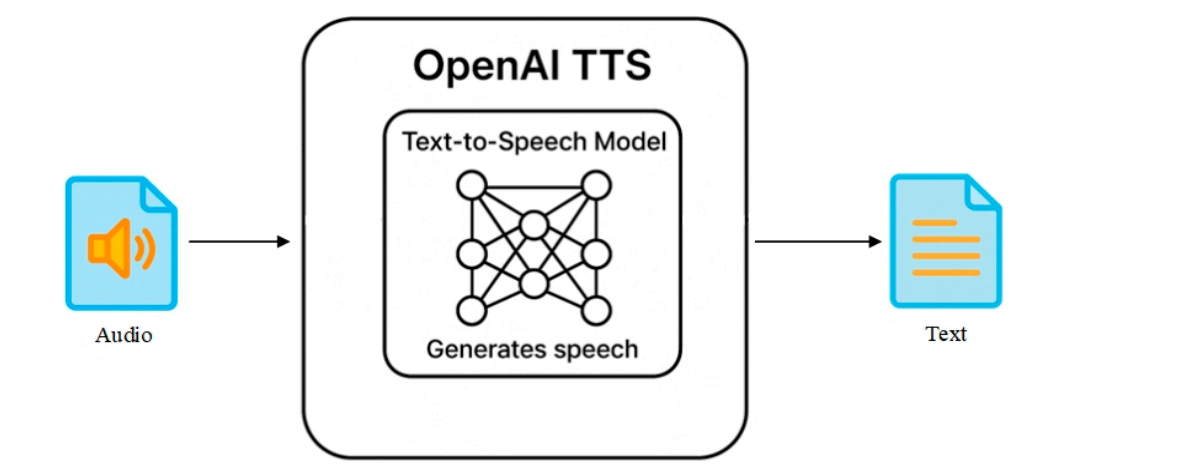 OpenAI TTS
Text-to-Speech Model
Generates speech
Audio
Text